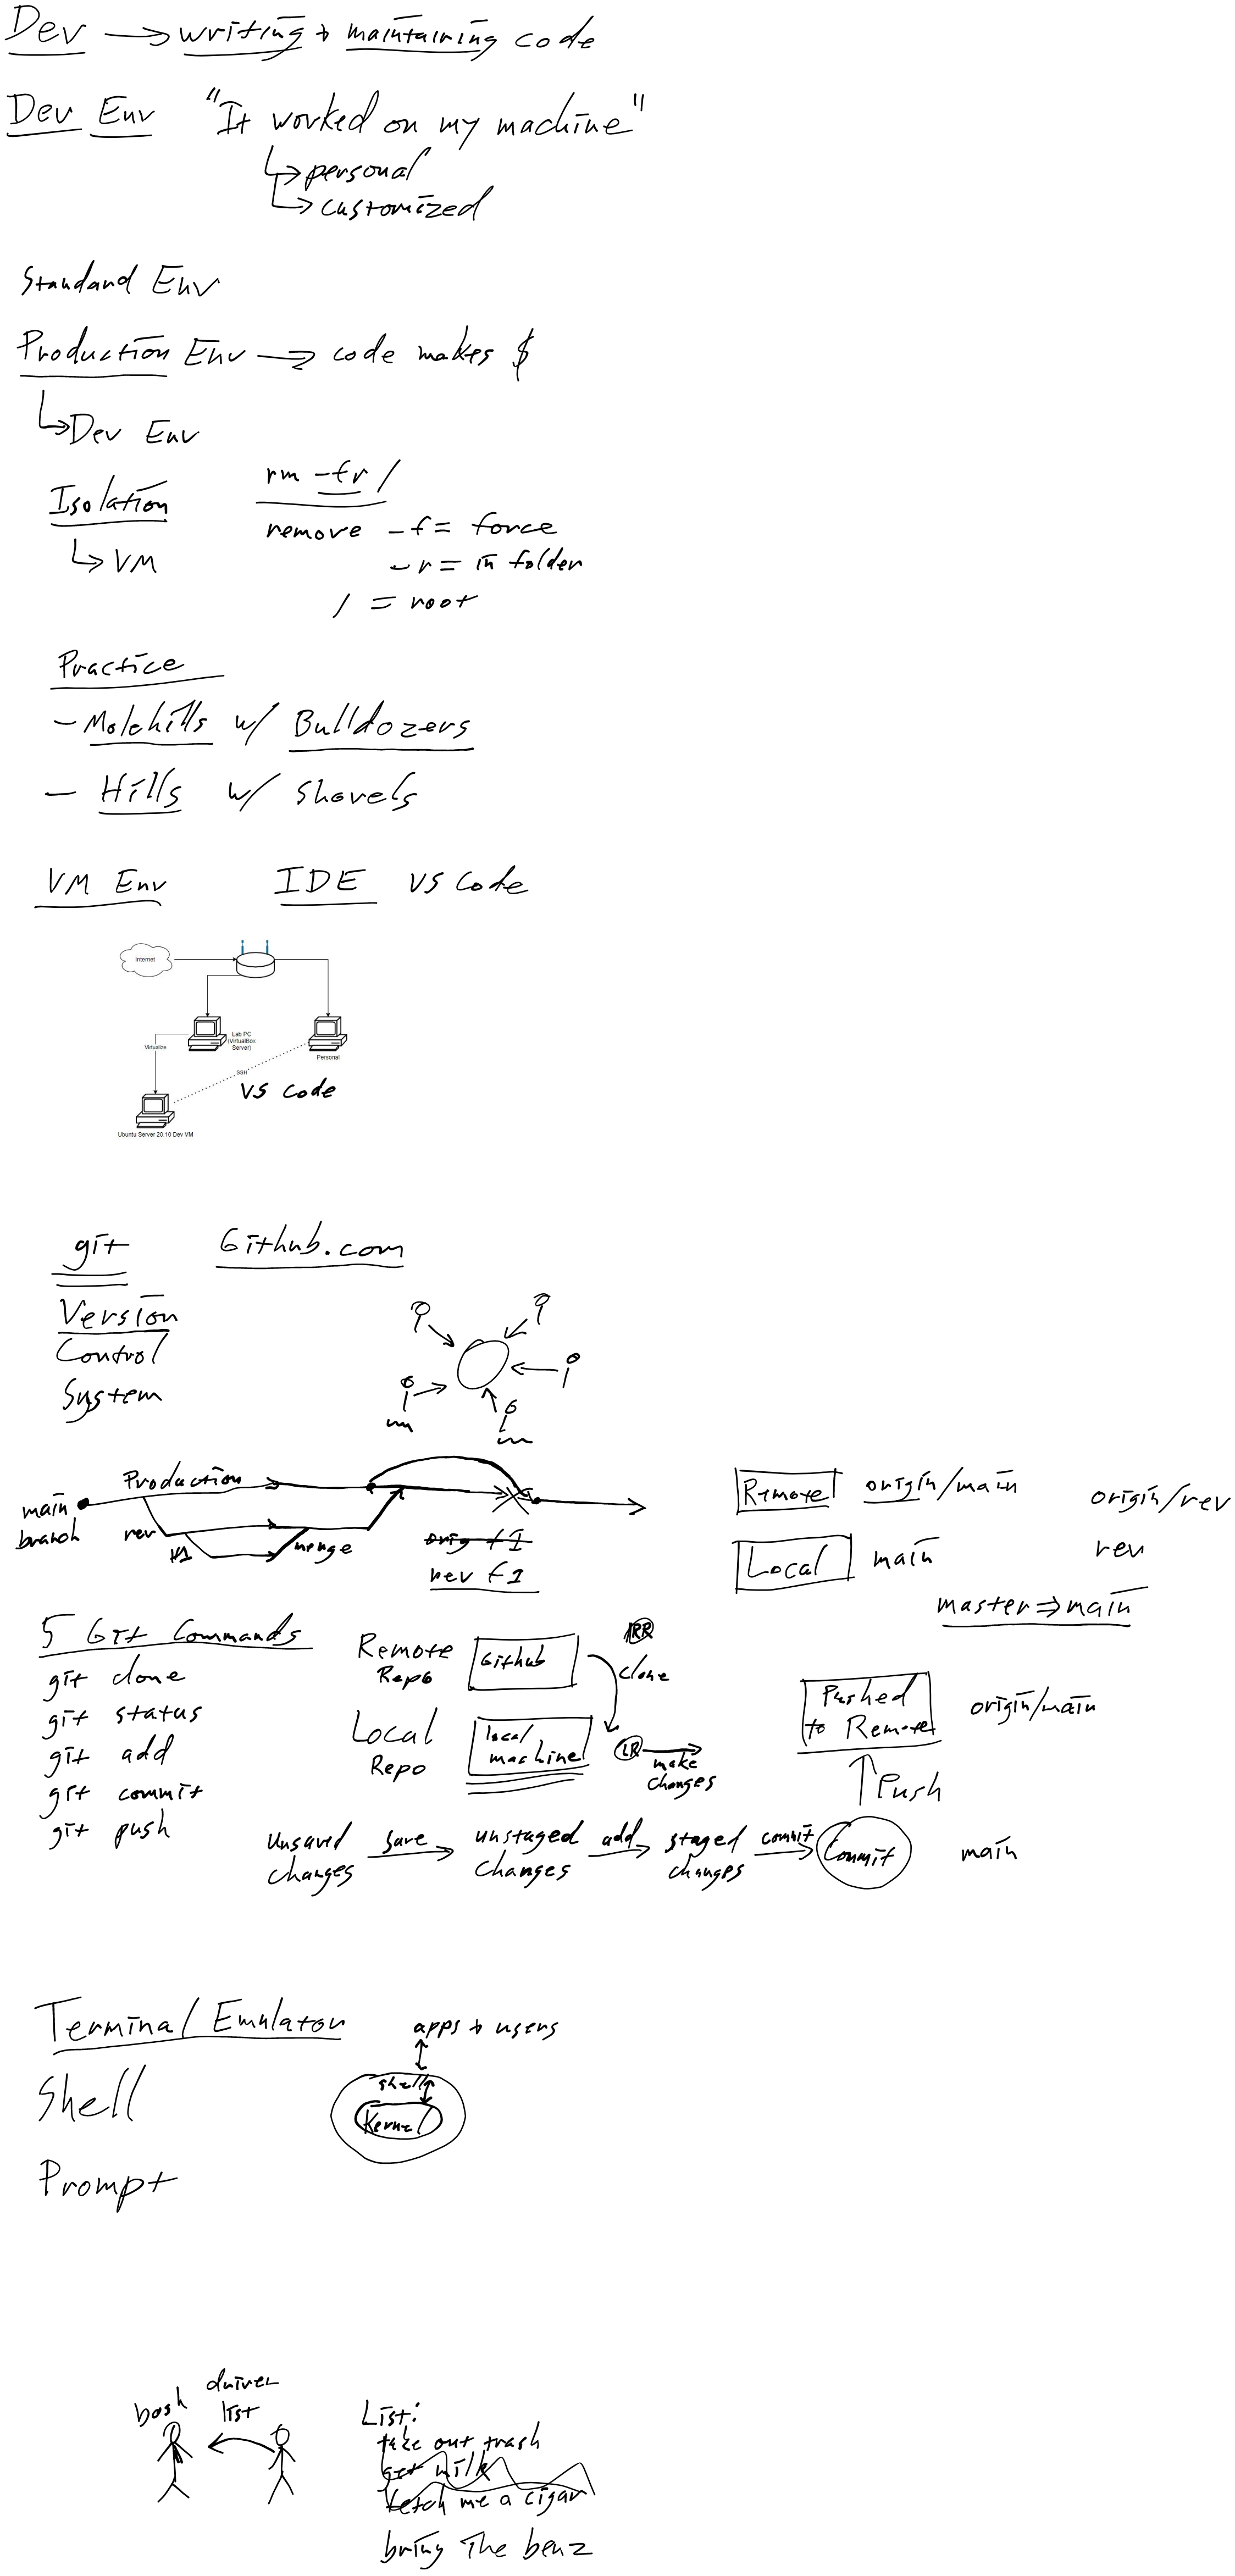 Dev → writing + maintaining code
Dev Env "It worked on my machine"
personal
customized
Standard Env
Production Env → code makes $
Dev Env
Isolation
VM
rm -fr /
remove -f = force
-r = in folder
/ = root
Practice
- Molehills w/ Bulldozers
- Hills w/ Shovels
VM Env IDE VS Code
Internet
Lab PC
(VirtualBox
Server)
Personal
Virtualize
SSH
VS Code
Ubuntu Server 20.10 Dev VM
git Github.com
Version
Control
System
Production
main
branch
rev
merge
orig f1
rev f1
Remote origin/main origin/rev
Local main rev
master ⇒ main
5 Git Commands
git clone
git status
git add
git commit
git push
Remote
Repo
Github
RR
clone
Local
Repo
local
machine
LR
make
changes
Pushed
to Remote
origin/main
Push
Unsaved
changes
save
unstaged
changes
add
staged
changes
commit
Commit
main
Terminal Emulator
Shell
Prompt
apps + users
shell
Kernel
bash
driver
list
List:
take out trash
get milk
fetch me a cigar
bring the benz